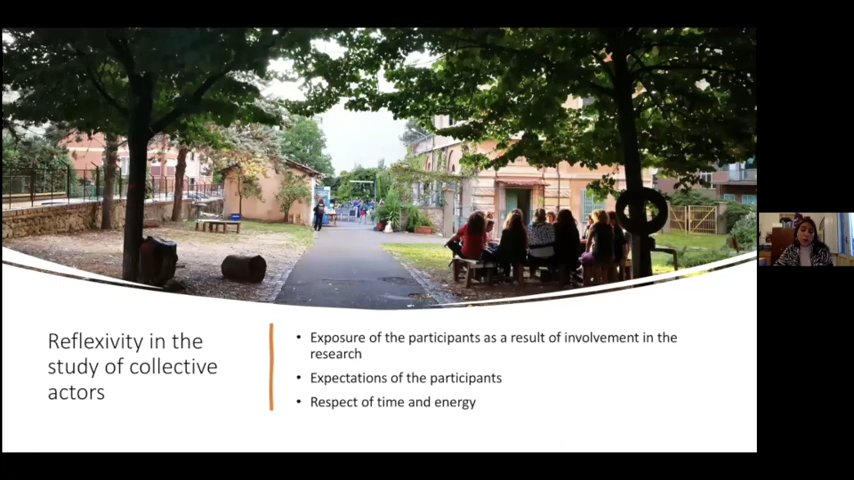 Reflexivity in the
study of collective
actors
• Exposure of the participants as a result of involvement in the
research
• Expectations of the participants
• Respect of time and energy